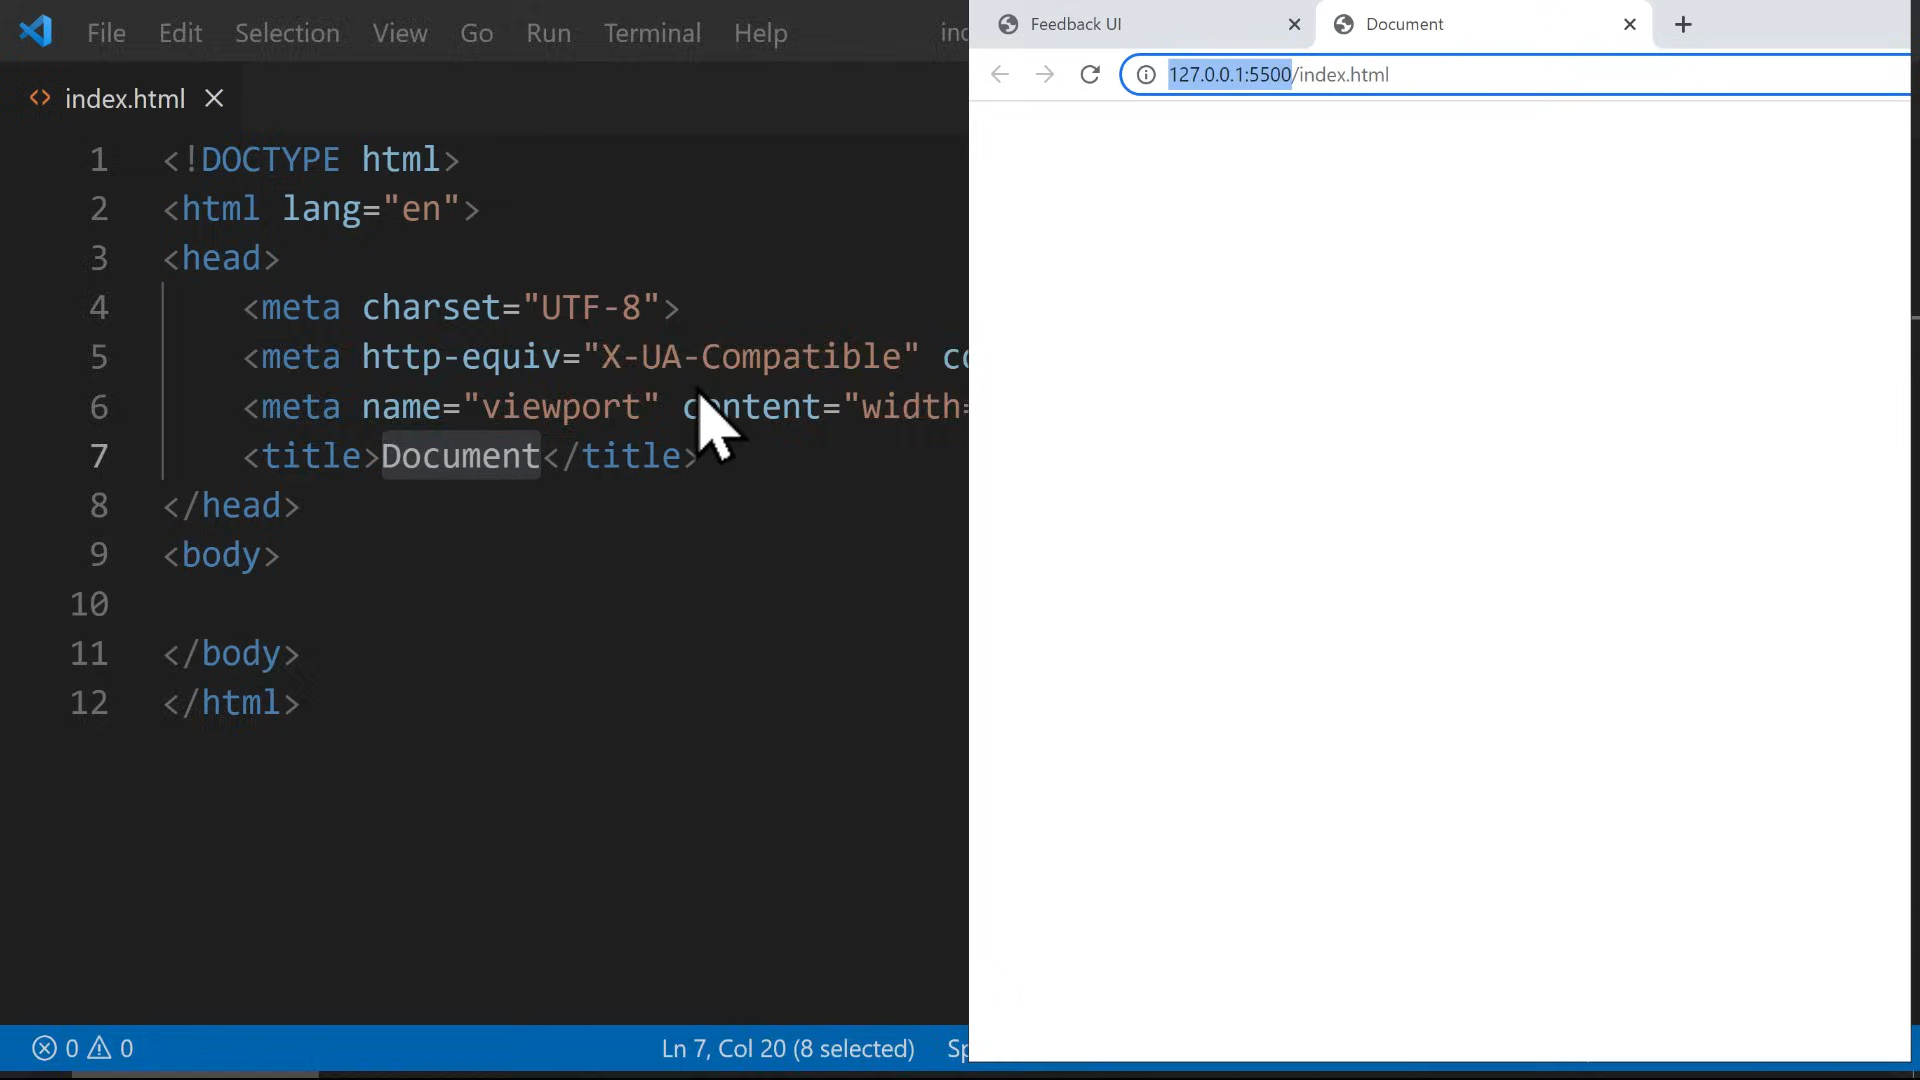 File Edit Selection View Go Run Terminal Help
index.html
1 <!DOCTYPE html>
2 <html lang="en">
3 <head>
4 <meta charset="UTF-8">
5 <meta http-equiv="X-UA-Compatible"
6 <meta name="viewport" content="width=
7 <title>Document</title>
8 </head>
9 <body>
10
11 </body>
12 </html>
0 0 Ln 7, Col 20 (8 selected)
Feedback UI Document
127.0.0.1:5500/index.html